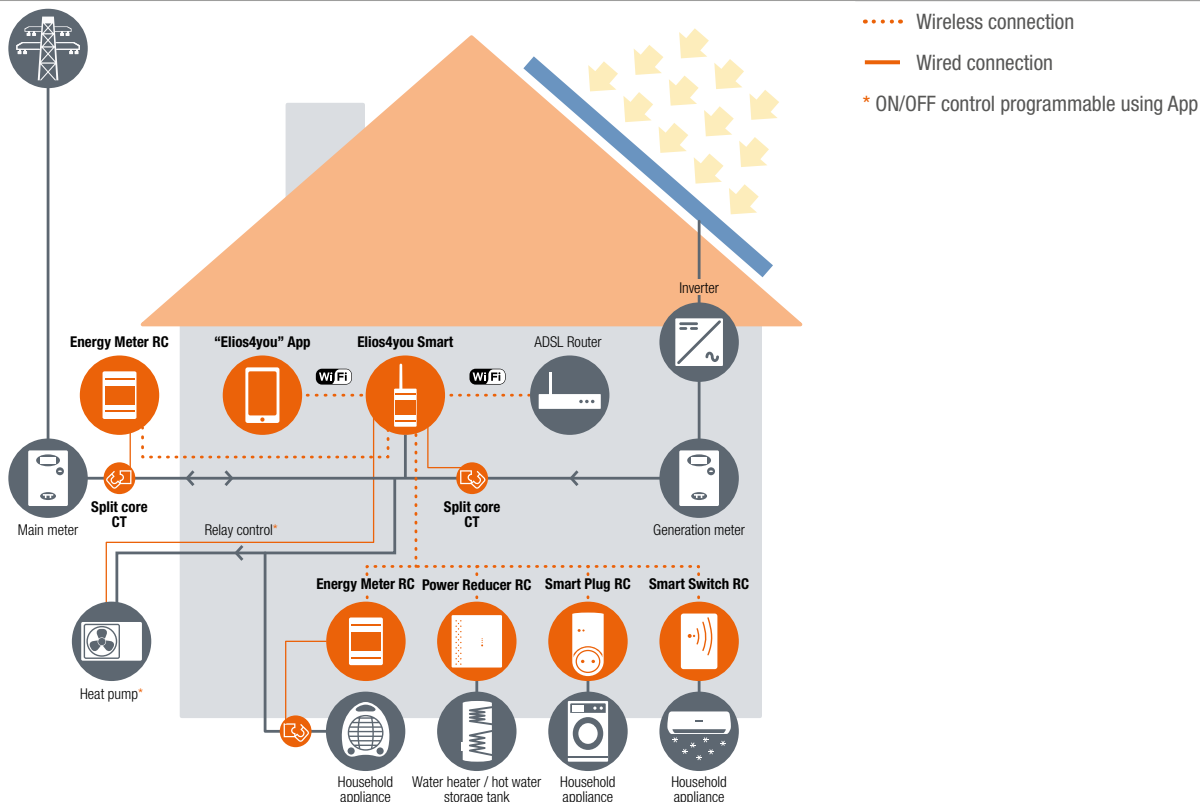 Wireless connection
Wired connection
* ON/OFF control programmable using App
Inverter
Energy Meter RC
“Elios4you” App
Elios4you Smart
ADSL Router
WiFi
WiFi
Split core
CT
Split core
CT
Main meter
Relay control*
Generation meter
Energy Meter RC
Power Reducer RC
Smart Plug RC
Smart Switch RC
Heat pump*
Household
appliance
Water heater / hot water
storage tank
Household
appliance
Household
appliance